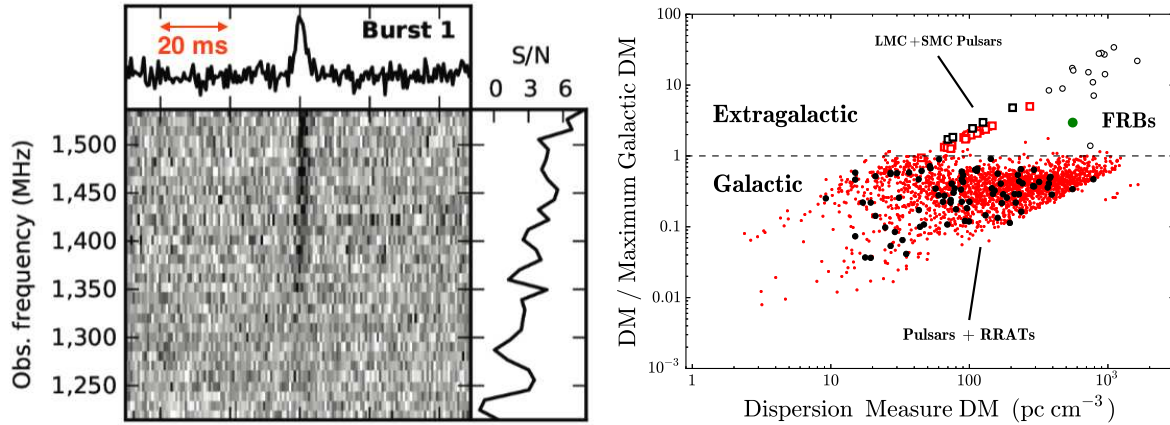 Burst 1
20 ms
S/N
0 3 6
Obs. frequency (MHz)
1,500
1,450
1,400
1,350
1,300
1,250
DM / Maximum Galactic DM
10
1
0.1
0.01
10⁻³
LMC+SMC Pulsars
Extragalactic
FRBs
Galactic
Pulsars + RRATs
1 10 100 10³
Dispersion Measure DM (pc cm⁻³)